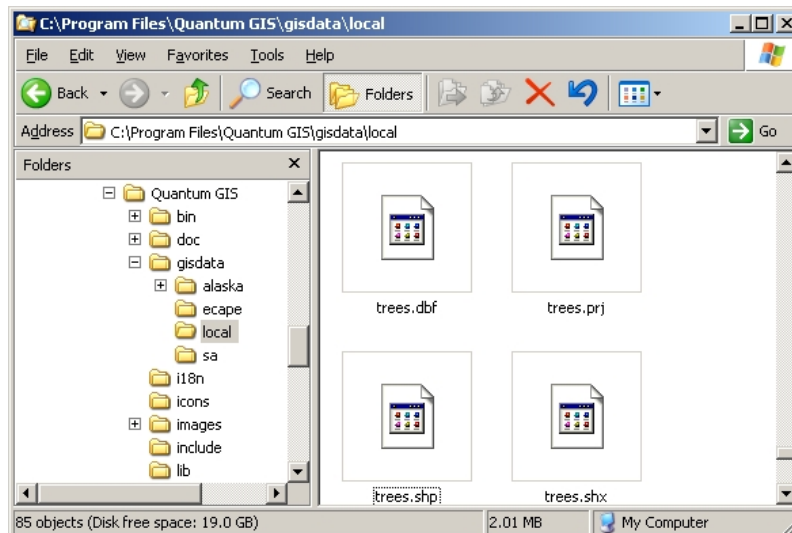 C:\Program Files\Quantum GIS\gisdata\local
File Edit View Favorites Tools Help
Back Search Folders
Address C:\Program Files\Quantum GIS\gisdata\local Go
Folders x
Quantum GIS
bin
doc
gisdata
alaska
ecape
local
sa
i18n
icons
images
include
lib
trees.dbf trees.prj
trees.shp trees.shx
85 objects (Disk free space: 19.0 GB) 2.01 MB My Computer